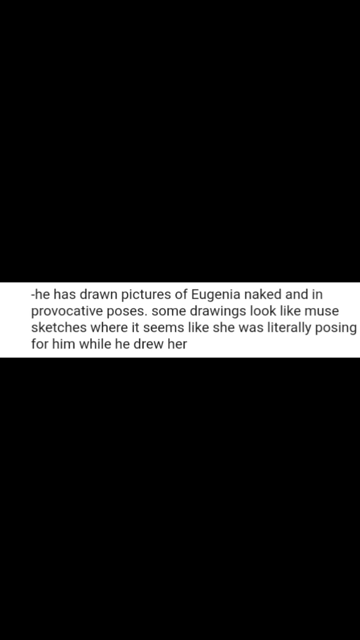 -he has drawn pictures of Eugenia naked and in
provocative poses. some drawings look like muse
sketches where it seems like she was literally posing
for him while he drew her